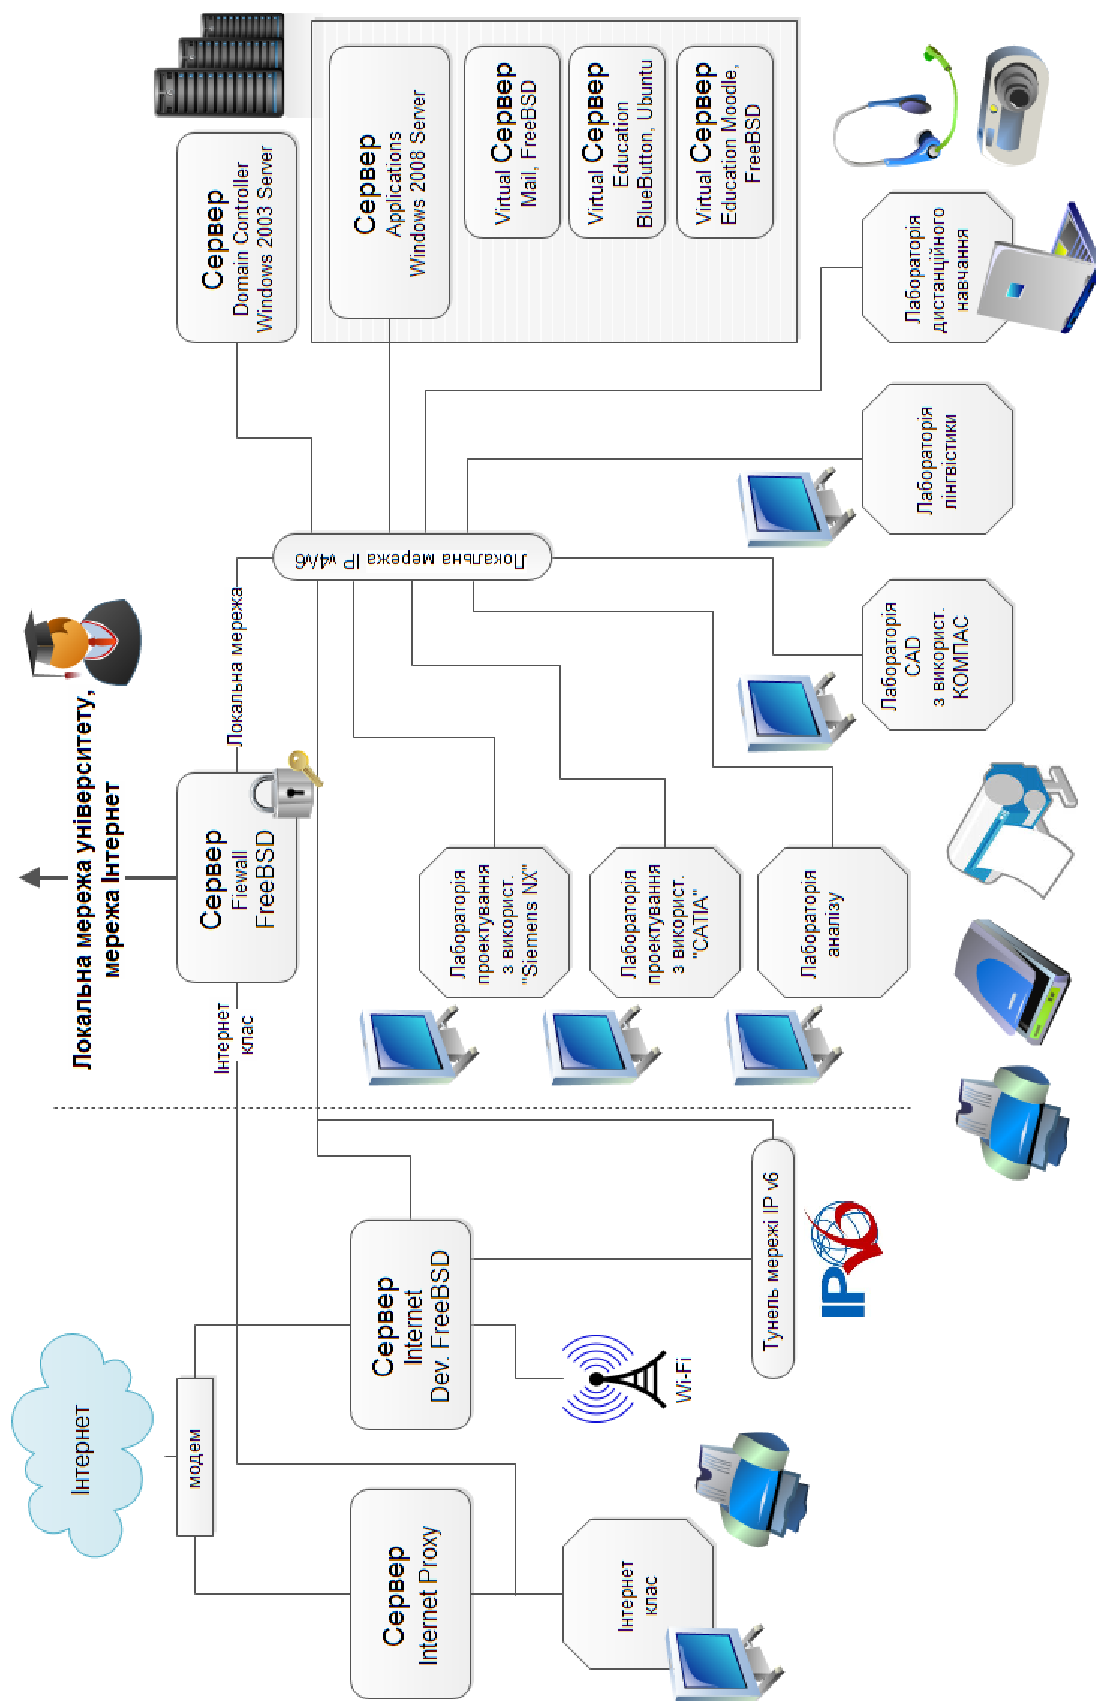 Інтернет
модем
Сервер
Internet Proxy
Інтернет
клас
Сервер
Internet
Dev. FreeBSD
Wi-Fi
Тунель мережі IP v6
IPv6
Локальна мережа університету,
мережа Інтернет
Інтернет
клас
Сервер
Fiewall
FreeBSD
Локальна мережа
Локальна мережа IP v4/v6
Лабораторія
проектування
з використ.
"Siemens NX"
Лабораторія
проектування
з використ.
"CATIA"
Лабораторія
аналізу
Лабораторія
CAD
з використ.
КОМПАС
Лабораторія
лінгвістики
Лабораторія
дистанційного
навчання
Сервер
Domain Controller
Windows 2003 Server
Сервер
Applications
Windows 2008 Server
Virtual Сервер
Mail, FreeBSD
Virtual Сервер
Education
BlueButton, Ubuntu
Virtual Сервер
Education Moodle,
FreeBSD